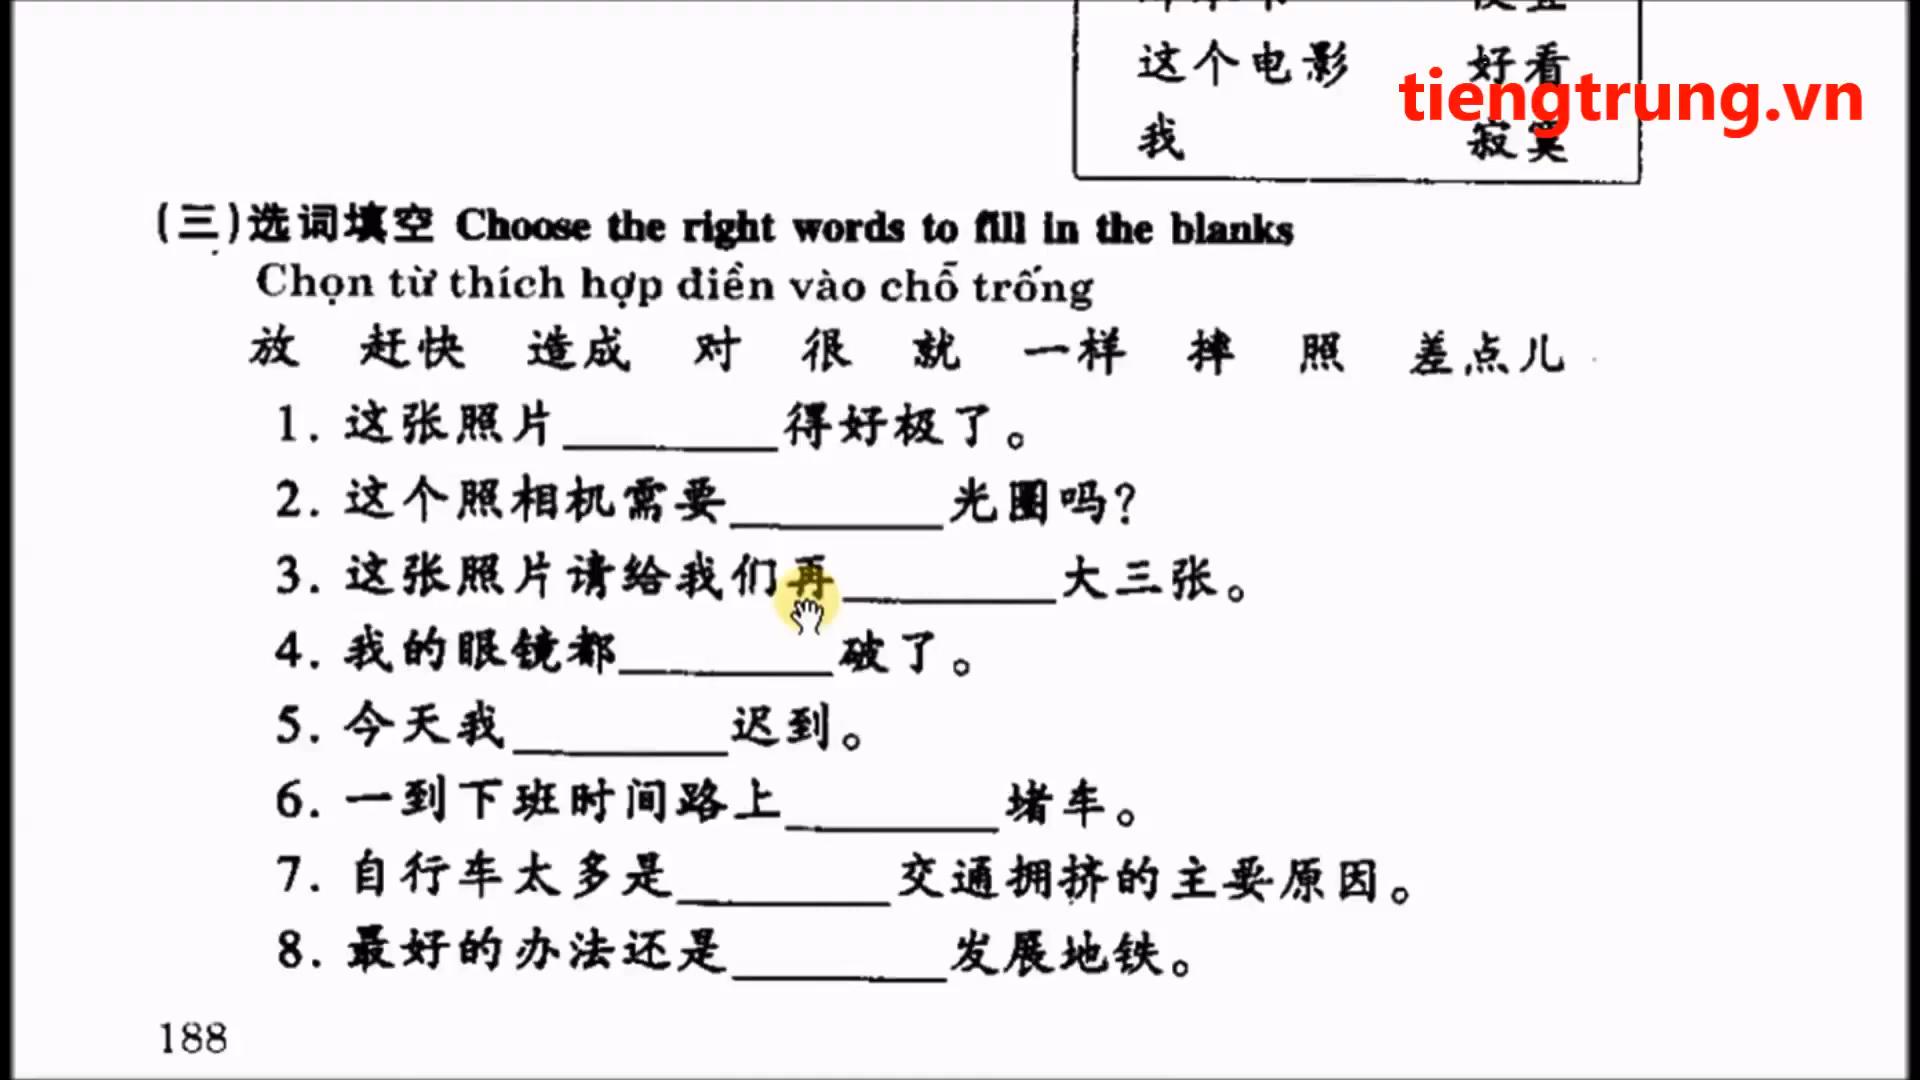 这个电影 好看
tiengtrung.vn
我 寂寞
(三)选词填空 Choose the right words to fill in the blanks
Chọn từ thích hợp điền vào chỗ trống
放 赶快 造成 对 很 就 一样 摔 照 差点儿
1. 这张照片________得好极了。
2. 这个照相机需要________光圈吗?
3. 这张照片请给我们再________大三张。
4. 我的眼镜都________破了。
5. 今天我________迟到。
6. 一到下班时间路上________堵车。
7. 自行车太多是________交通拥挤的主要原因。
8. 最好的办法还是________发展地铁。
188